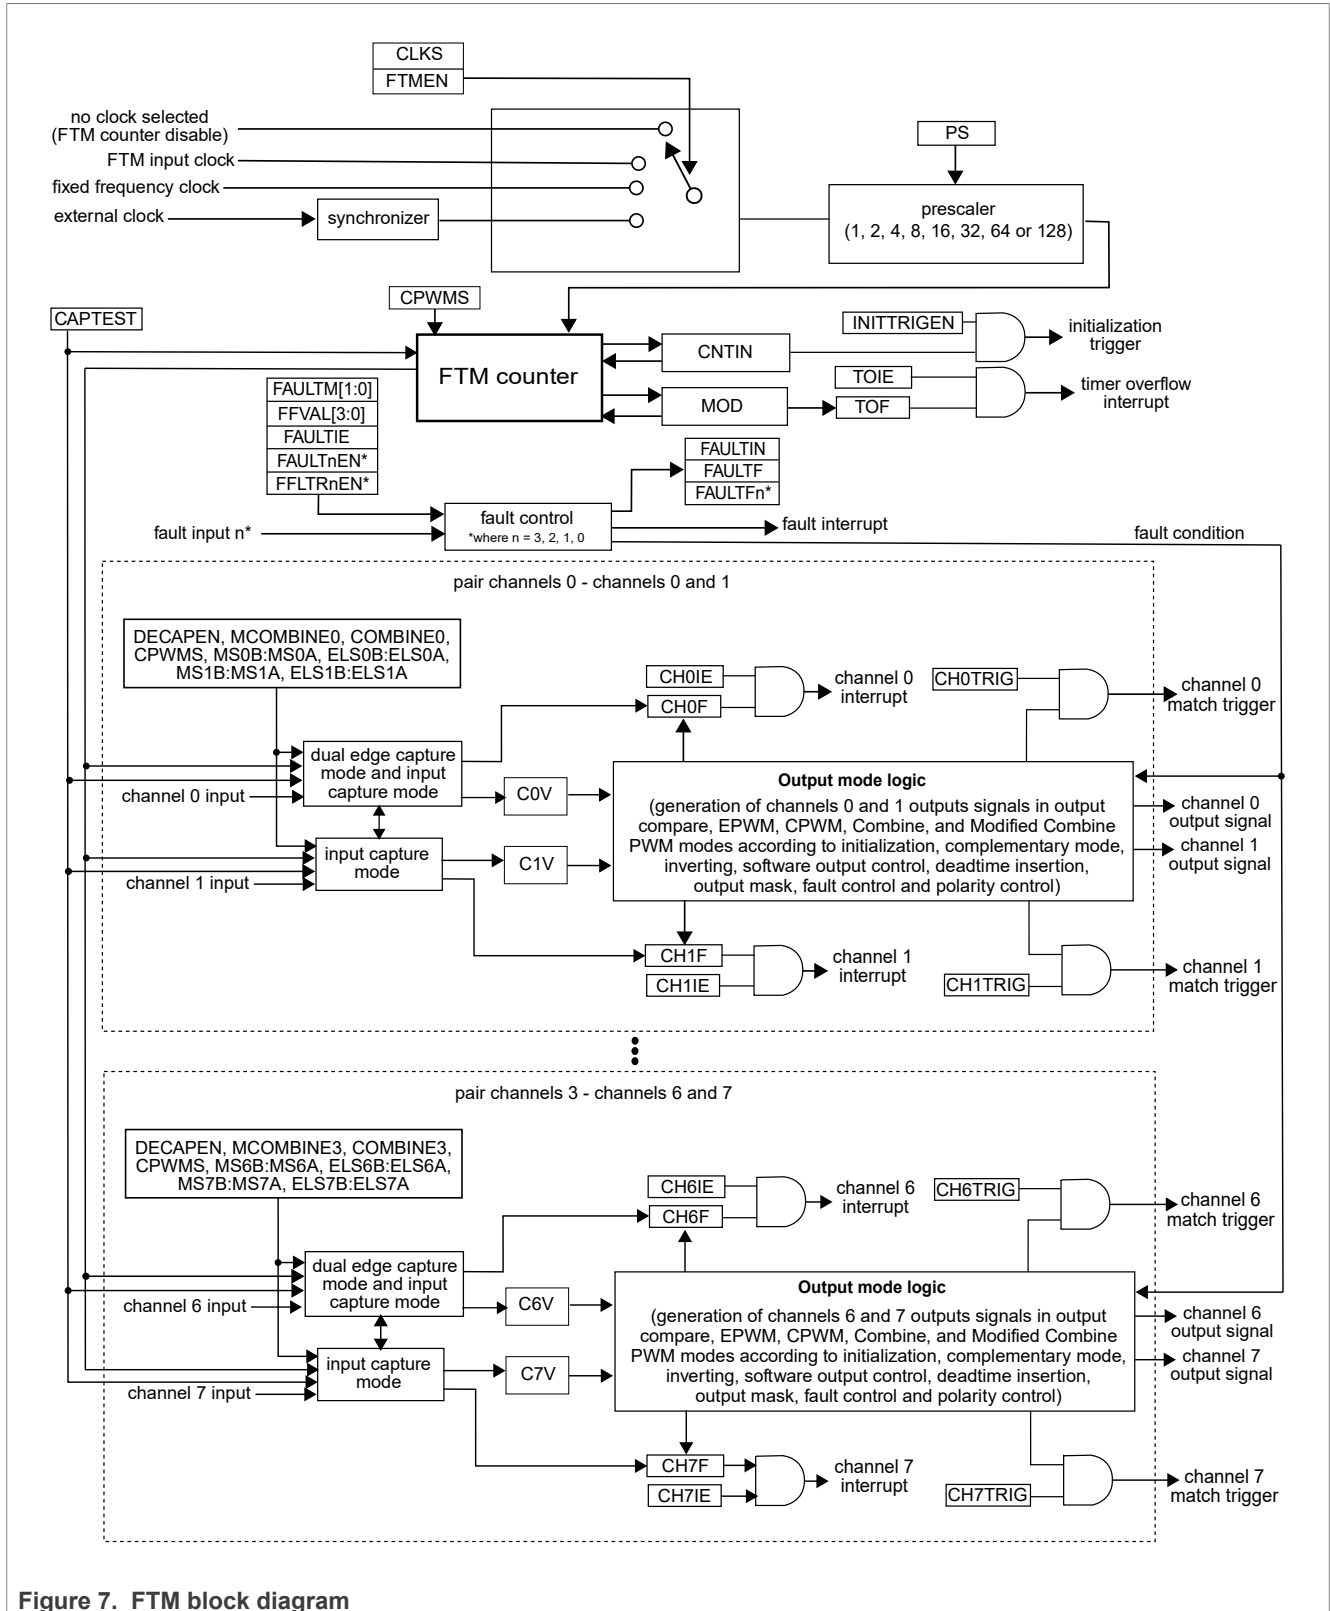 CLKS
FTMEN
no clock selected
(FTM counter disable)
FTM input clock
fixed frequency clock
external clock
synchronizer
PS
prescaler
(1, 2, 4, 8, 16, 32, 64 or 128)
CAPTEST
CPWMS
FTM counter
CNTIN
MOD
INITTRIGEN
initialization
trigger
TOIE
TOF
timer overflow
interrupt
FAULTM[1:0]
FFVAL[3:0]
FAULTIE
FAULTnEN*
FFLTRnEN*
FAULTIN
FAULTF
FAULTFn*
fault input n*
fault control
*where n = 3, 2, 1, 0
fault interrupt
fault condition
pair channels 0 - channels 0 and 1
DECAPEN, MCOMBINE0, COMBINE0,
CPWMS, MS0B:MS0A, ELS0B:ELS0A,
MS1B:MS1A, ELS1B:ELS1A
CH0IE
CH0F
channel 0
interrupt
CH0TRIG
channel 0
match trigger
dual edge capture
mode and input
capture mode
channel 0 input
C0V
input capture
mode
channel 1 input
C1V
Output mode logic
(generation of channels 0 and 1 outputs signals in output
compare, EPWM, CPWM, Combine, and Modified Combine
PWM modes according to initialization, complementary mode,
inverting, software output control, deadtime insertion,
output mask, fault control and polarity control)
channel 0
output signal
channel 1
output signal
CH1F
CH1IE
channel 1
interrupt
CH1TRIG
channel 1
match trigger
pair channels 3 - channels 6 and 7
DECAPEN, MCOMBINE3, COMBINE3,
CPWMS, MS6B:MS6A, ELS6B:ELS6A,
MS7B:MS7A, ELS7B:ELS7A
CH6IE
CH6F
channel 6
interrupt
CH6TRIG
channel 6
match trigger
dual edge capture
mode and input
capture mode
channel 6 input
C6V
input capture
mode
channel 7 input
C7V
Output mode logic
(generation of channels 6 and 7 outputs signals in output
compare, EPWM, CPWM, Combine, and Modified Combine
PWM modes according to initialization, complementary mode,
inverting, software output control, deadtime insertion,
output mask, fault control and polarity control)
channel 6
output signal
channel 7
output signal
CH7F
CH7IE
channel 7
interrupt
CH7TRIG
channel 7
match trigger
Figure 7. FTM block diagram